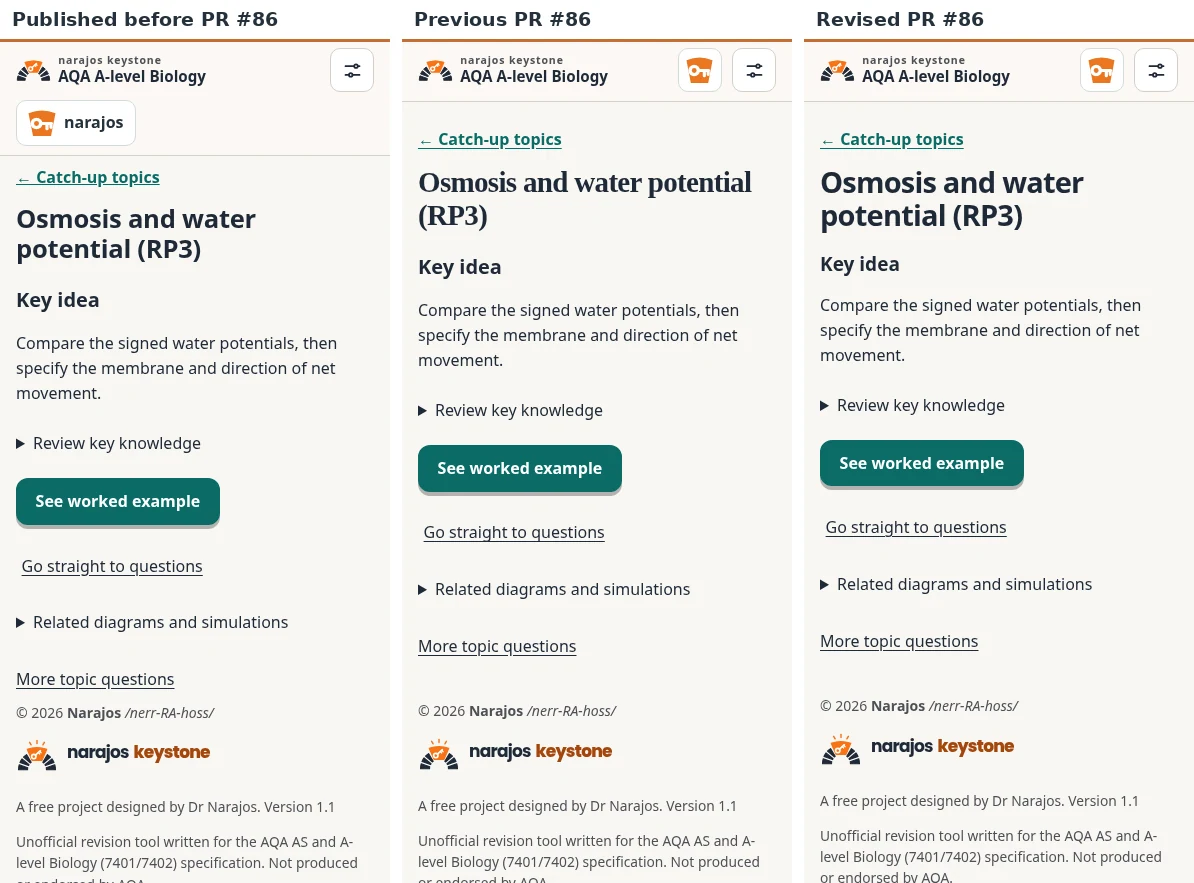 Published before PR #86
narajos keystone
AQA A-level Biology
narajos
← Catch-up topics
Osmosis and water
potential (RP3)
Key idea
Compare the signed water potentials, then
specify the membrane and direction of net
movement.
Review key knowledge
See worked example
Go straight to questions
Related diagrams and simulations
More topic questions
© 2026 Narajos /nerr-RA-hoss/
narajos keystone
A free project designed by Dr Narajos. Version 1.1
Unofficial revision tool written for the AQA AS and A-
level Biology (7401/7402) specification. Not produced
or endorsed by AQA.
Previous PR #86
narajos keystone
AQA A-level Biology
← Catch-up topics
Osmosis and water potential
(RP3)
Key idea
Compare the signed water potentials, then
specify the membrane and direction of net
movement.
Review key knowledge
See worked example
Go straight to questions
Related diagrams and simulations
More topic questions
© 2026 Narajos /nerr-RA-hoss/
narajos keystone
A free project designed by Dr Narajos. Version 1.1
Unofficial revision tool written for the AQA AS and A-
level Biology (7401/7402) specification. Not produced
or endorsed by AQA.
Revised PR #86
narajos keystone
AQA A-level Biology
← Catch-up topics
Osmosis and water
potential (RP3)
Key idea
Compare the signed water potentials, then
specify the membrane and direction of net
movement.
Review key knowledge
See worked example
Go straight to questions
Related diagrams and simulations
More topic questions
© 2026 Narajos /nerr-RA-hoss/
narajos keystone
A free project designed by Dr Narajos. Version 1.1
Unofficial revision tool written for the AQA AS and A-
level Biology (7401/7402) specification. Not produced
or endorsed by AQA.